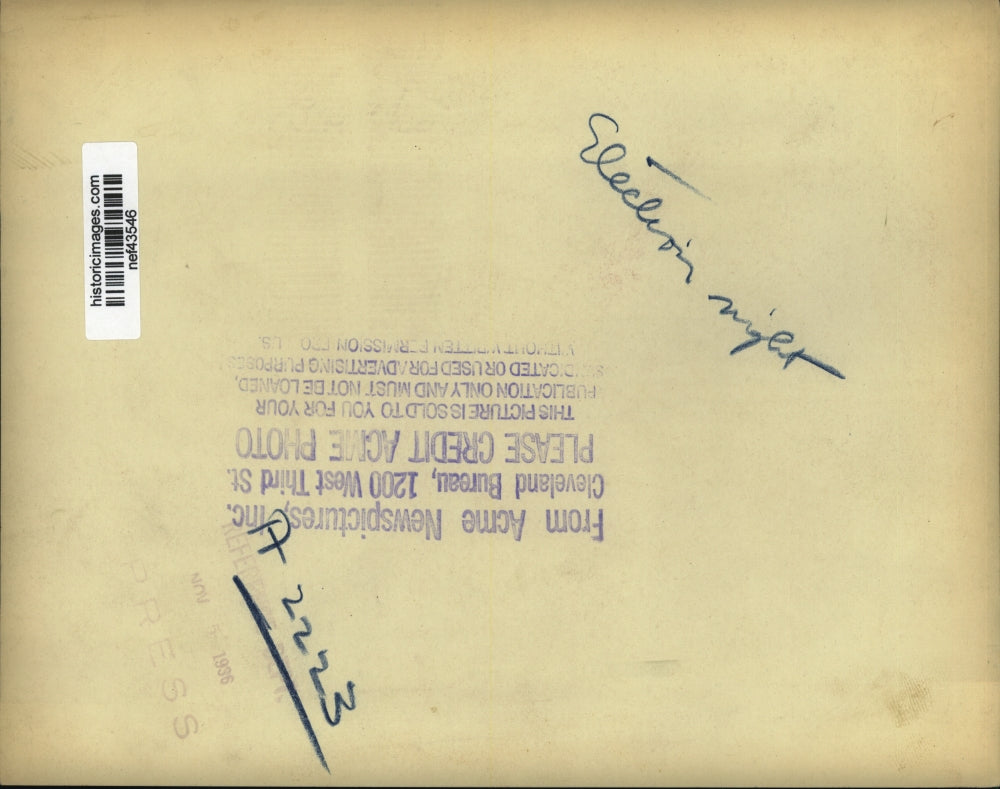 historicimages.com
nef43546
Election night
From Acme Newspictures, Inc.
Cleveland Bureau, 1200 West Third St.
PLEASE CREDIT ACME PHOTO
THIS PICTURE IS SOLD TO YOU FOR YOUR
PUBLICATION ONLY AND MUST NOT BE LOANED,
SYNDICATED OR USED FOR ADVERTISING PURPOSES
WITHOUT WRITTEN PERMISSION
2223
PRESS
1936